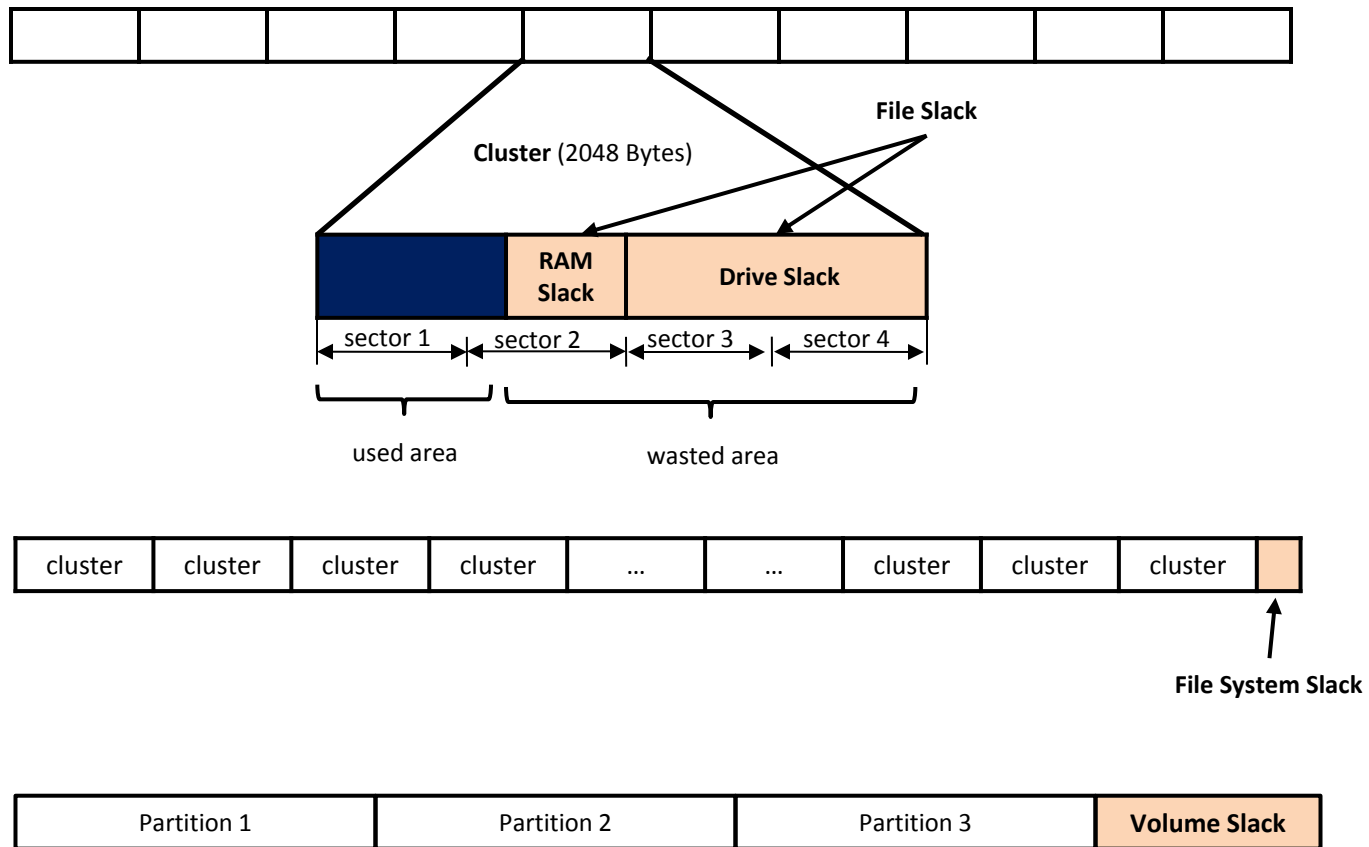 File Slack
Cluster (2048 Bytes)
RAM
Slack
Drive Slack
sector 1
sector 2
sector 3
sector 4
used area
wasted area
cluster cluster cluster cluster ... ... cluster cluster cluster
File System Slack
Partition 1 Partition 2 Partition 3 Volume Slack